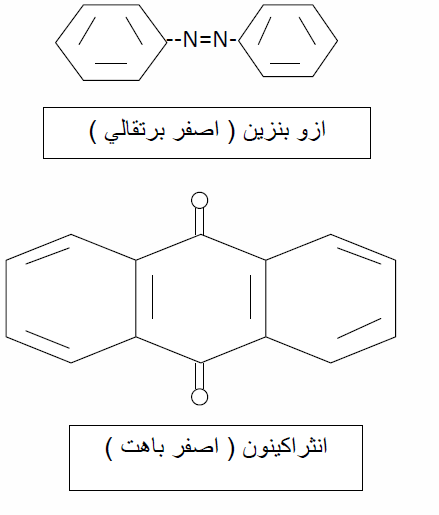 --N=N-
ازو بنزين ( اصفر برتقالي )
O
O
انثراكينون ( اصفر باهت )